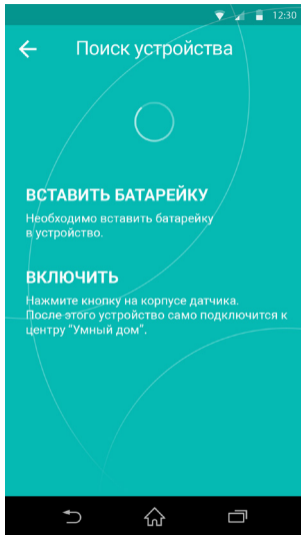 12:30
Поиск устройства
ВСТАВИТЬ БАТАРЕЙКУ
Необходимо вставить батарейку
в устройство.
ВКЛЮЧИТЬ
Нажмите кнопку на корпусе датчика.
После этого устройство само подключится к
центру “Умный дом”.